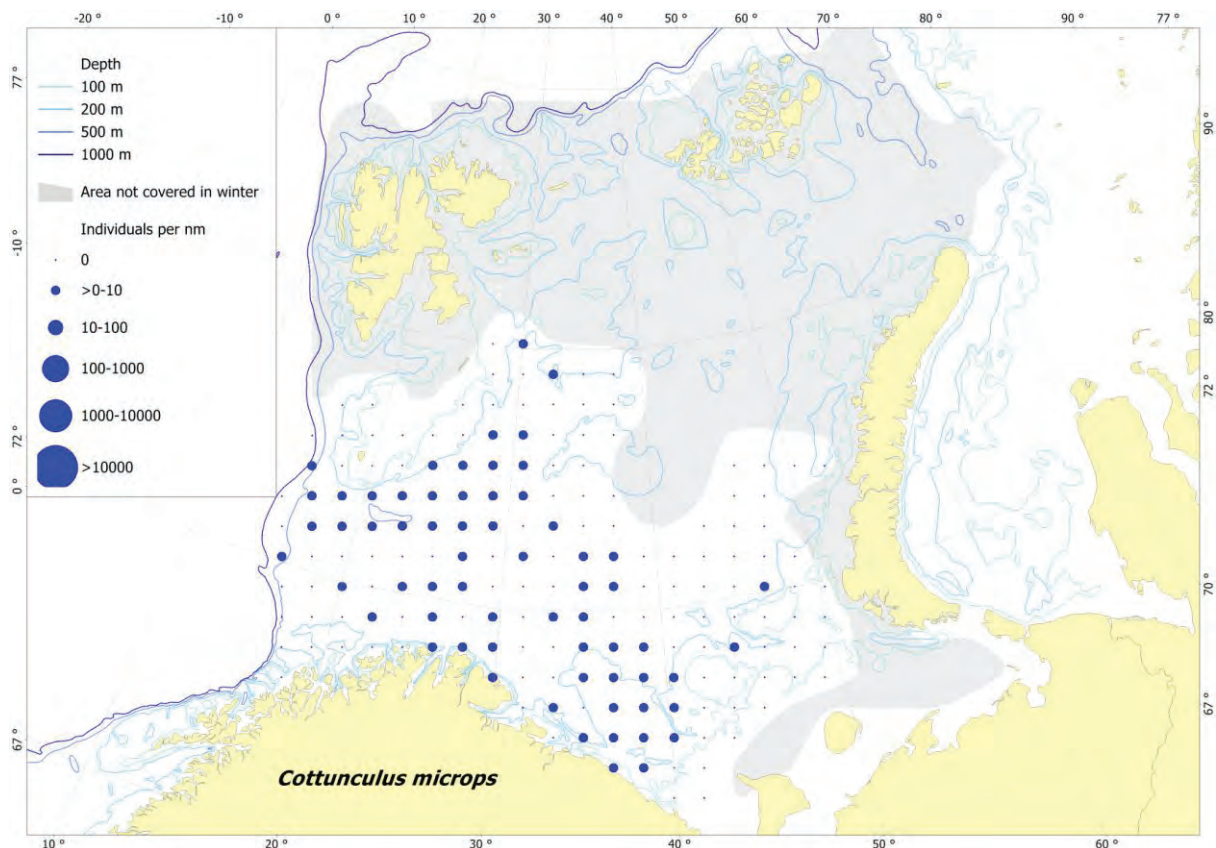 -20 ° -10 ° 0 ° 10 ° 20 ° 30 ° 40 ° 50 ° 60 ° 70 ° 80 ° 90 ° 77 °
77 °
-10 °
72 °
0 °
67 °
Depth
100 m
200 m
500 m
1000 m
Area not covered in winter
Individuals per nm
0
>0-10
10-100
100-1000
1000-10000
>10000
90 °
80 °
72 °
70 °
67 °
Cottunculus microps
10 ° 20 ° 30 ° 40 ° 50 ° 60 °